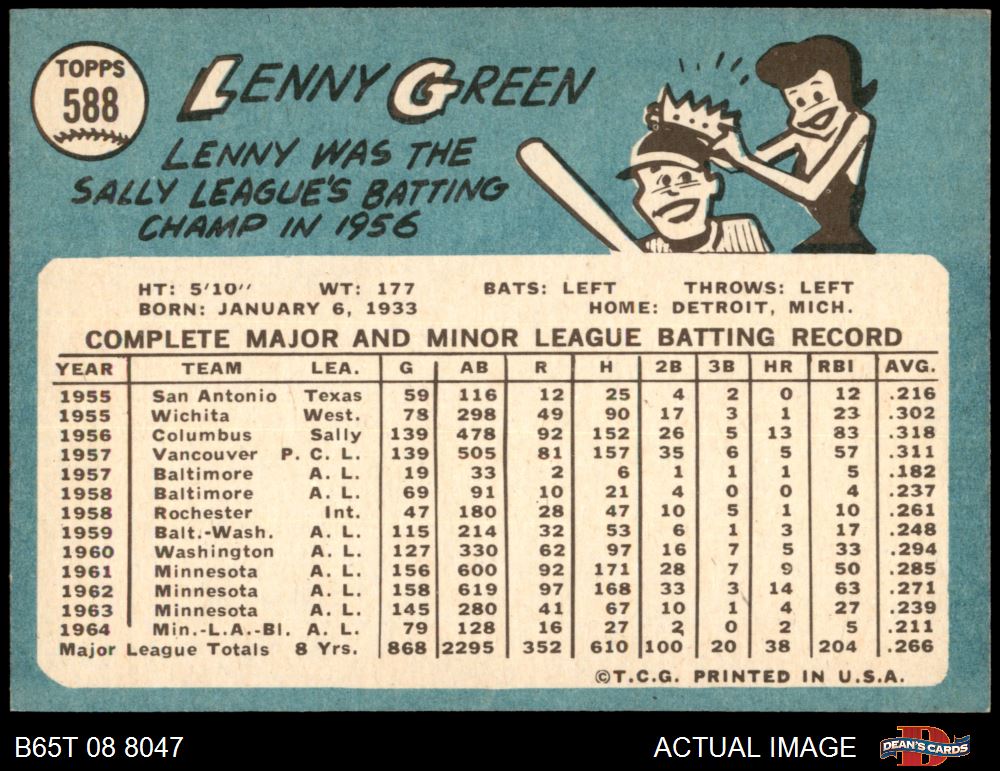 TOPPS
588
LENNY GREEN
LENNY WAS THE
SALLY LEAGUE'S BATTING
CHAMP IN 1956
HT: 5'10" WT: 177 BATS: LEFT THROWS: LEFT
BORN: JANUARY 6, 1933 HOME: DETROIT, MICH.
COMPLETE MAJOR AND MINOR LEAGUE BATTING RECORD
YEAR TEAM LEA. G AB R H 2B 3B HR RBI AVG.
1955 San Antonio Texas 59 116 12 25 4 2 0 12 .216
1955 Wichita West. 78 298 49 90 17 3 1 23 .302
1956 Columbus Sally 139 478 92 152 26 5 13 83 .318
1957 Vancouver P. C. L. 139 505 81 157 35 6 5 57 .311
1957 Baltimore A. L. 19 33 2 6 1 1 1 5 .182
1958 Baltimore A. L. 69 91 10 21 4 0 0 4 .237
1958 Rochester Int. 47 180 28 47 10 5 1 10 .261
1959 Balt.-Wash. A. L. 115 214 32 53 6 1 3 17 .248
1960 Washington A. L. 127 330 62 97 16 7 5 33 .294
1961 Minnesota A. L. 156 600 92 171 28 7 9 50 .285
1962 Minnesota A. L. 158 619 97 168 33 3 14 63 .271
1963 Minnesota A. L. 145 280 41 67 10 1 4 27 .239
1964 Min.-L.A.-Bl. A. L. 79 128 16 27 2 0 2 5 .211
Major League Totals 8 Yrs. 868 2295 352 610 100 20 38 204 .266
©T.C.G. PRINTED IN U.S.A.
B65T 08 8047 ACTUAL IMAGE DEAN'S CARDS